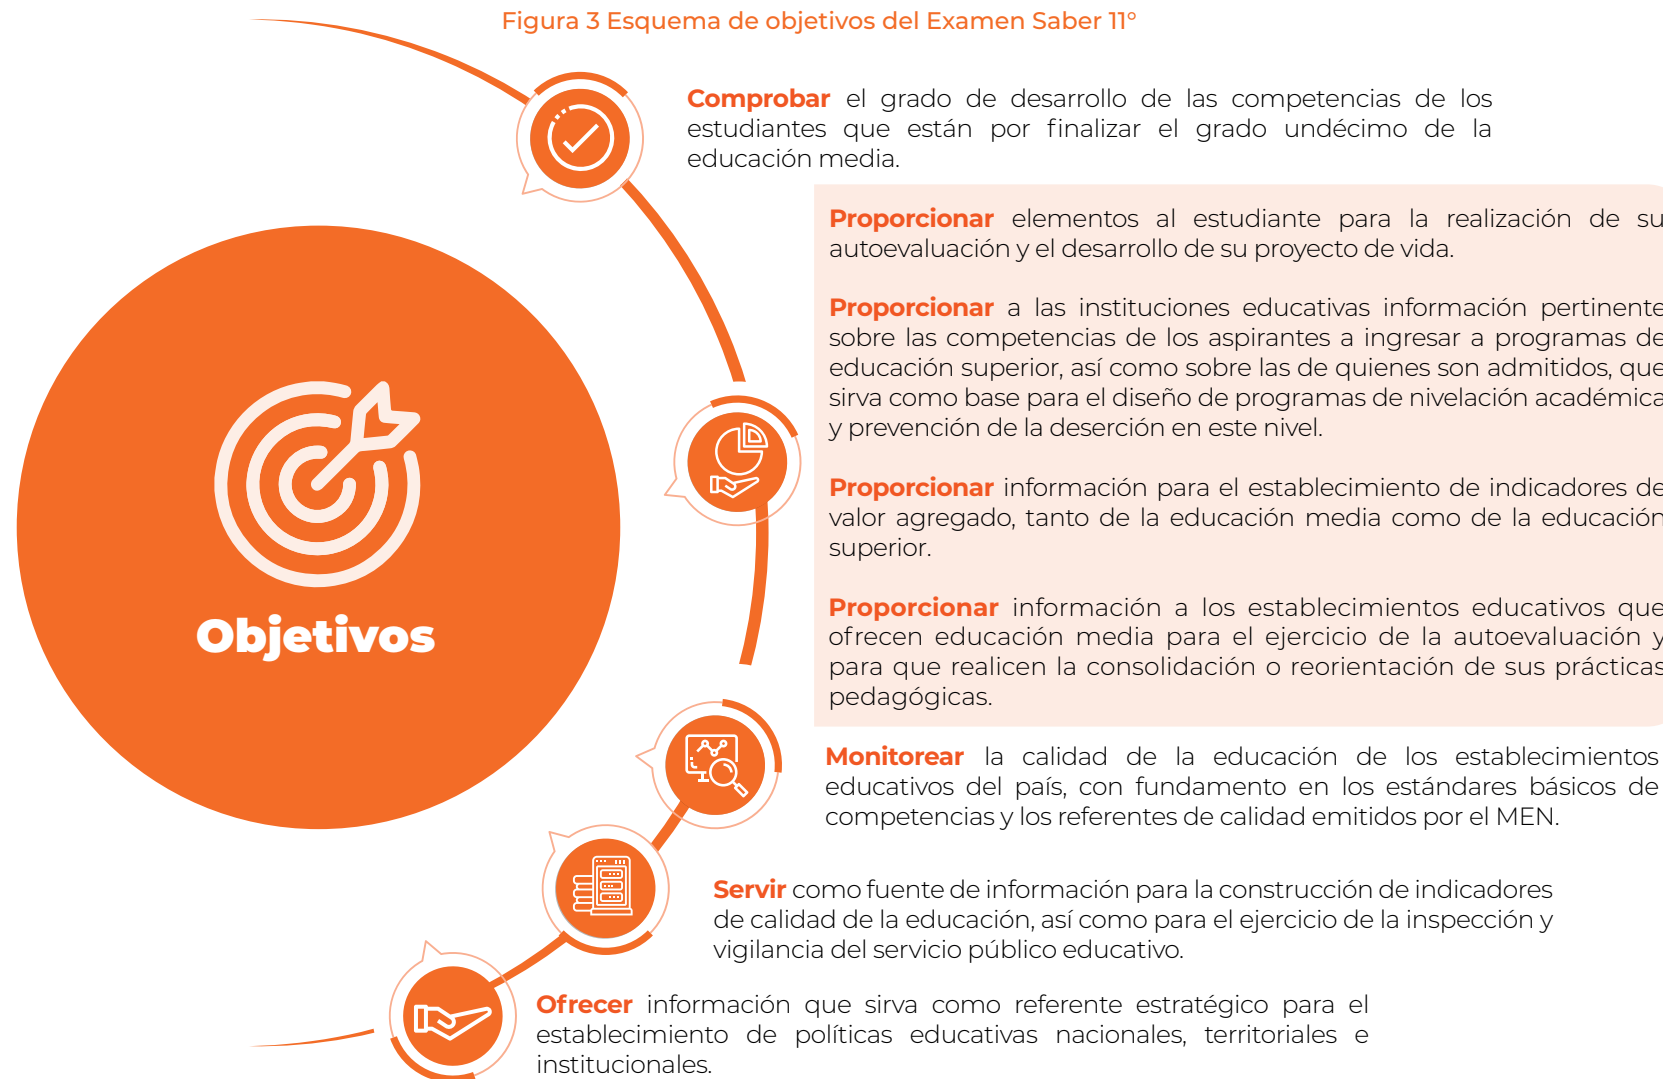 Figura 3 Esquema de objetivos del Examen Saber 11°
Comprobar el grado de desarrollo de las competencias de los
estudiantes que están por finalizar el grado undécimo de la
educación media.
Proporcionar elementos al estudiante para la realización de su
autoevaluación y el desarrollo de su proyecto de vida.
Proporcionar a las instituciones educativas información pertinente
sobre las competencias de los aspirantes a ingresar a programas de
educación superior, así como sobre las de quienes son admitidos, que
sirva como base para el diseño de programas de nivelación académica
y prevención de la deserción en este nivel.
Proporcionar información para el establecimiento de indicadores de
valor agregado, tanto de la educación media como de la educación
superior.
Proporcionar información a los establecimientos educativos que
ofrecen educación media para el ejercicio de la autoevaluación y
para que realicen la consolidación o reorientación de sus prácticas
pedagógicas.
Objetivos
Monitorear la calidad de la educación de los establecimientos
educativos del país, con fundamento en los estándares básicos de
competencias y los referentes de calidad emitidos por el MEN.
Servir como fuente de información para la construcción de indicadores
de calidad de la educación, así como para el ejercicio de la inspección y
vigilancia del servicio público educativo.
Ofrecer información que sirva como referente estratégico para el
establecimiento de políticas educativas nacionales, territoriales e
institucionales.